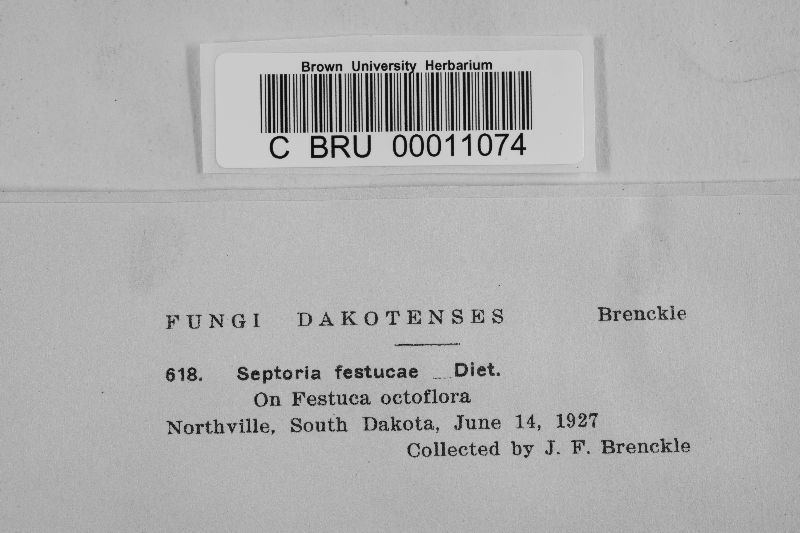 Brown University Herbarium
C BRU 00011074
FUNGI DAKOTENSES Brenckle
618. Septoria festucae Diet.
On Festuca octoflora
Northville, South Dakota, June 14, 1927
Collected by J. F. Brenckle